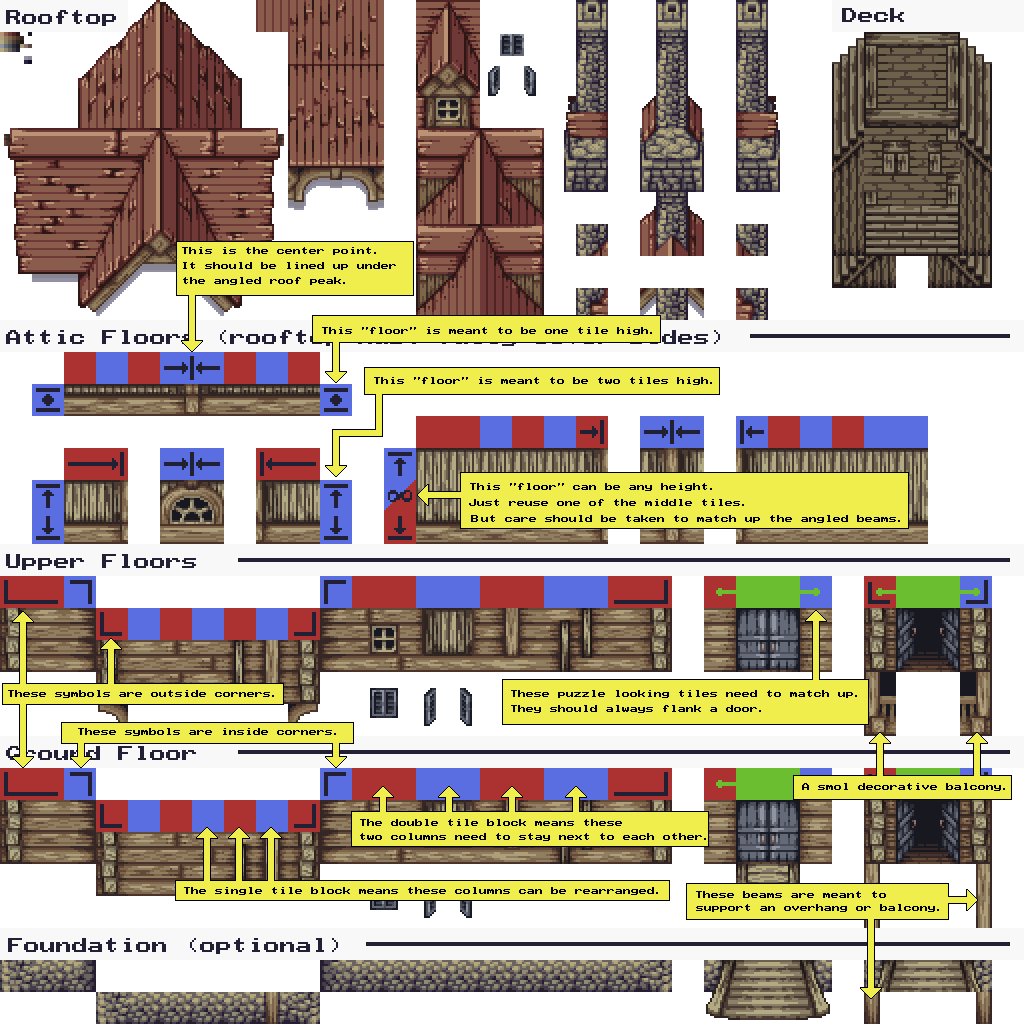 Rooftop
Deck
This is the center point.
It should be lined up under
the angled roof peak.
This "floor" is meant to be one tile high.
Attic Floors (rooft
des)
This "floor" is meant to be two tiles high.
This "floor" can be any height.
Just reuse one of the middle tiles.
But care should be taken to match up the angled beams.
Upper Floors
These symbols are outside corners.
These puzzle looking tiles need to match up.
They should always flank a door.
These symbols are inside corners.
Ground Floor
A smol decorative balcony.
The double tile block means these
two columns need to stay next to each other.
The single tile block means these columns can be rearranged.
These beams are meant to
support an overhang or balcony.
Foundation (optional)